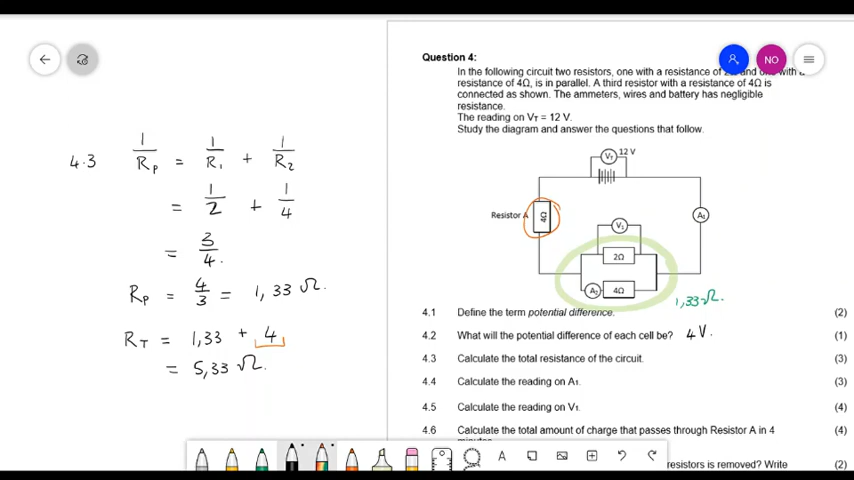 NO
Question 4:
In the following circuit two resistors, one with a resistance of 2Ω and one with a
resistance of 4Ω, is in parallel. A third resistor with a resistance of 4Ω is
connected as shown. The ammeters, wires and battery has negligible
resistance.
The reading on VT = 12 V.
Study the diagram and answer the questions that follow.
VT 12 V
Resistor A 4Ω
A1
V1
2Ω
A2 4Ω
1,33 Ω.
4.1 Define the term potential difference. (2)
4.2 What will the potential difference of each cell be? 4 V. (1)
4.3 Calculate the total resistance of the circuit. (3)
4.4 Calculate the reading on A1. (3)
4.5 Calculate the reading on V1. (4)
4.6 Calculate the total amount of charge that passes through Resistor A in 4 (4)
resistors is removed? Write (2)
4.3 1/RP = 1/R1 + 1/R2
= 1/2 + 1/4
= 3/4.
RP = 4/3 = 1,33 Ω.
RT = 1,33 + 4
= 5,33 Ω.
A